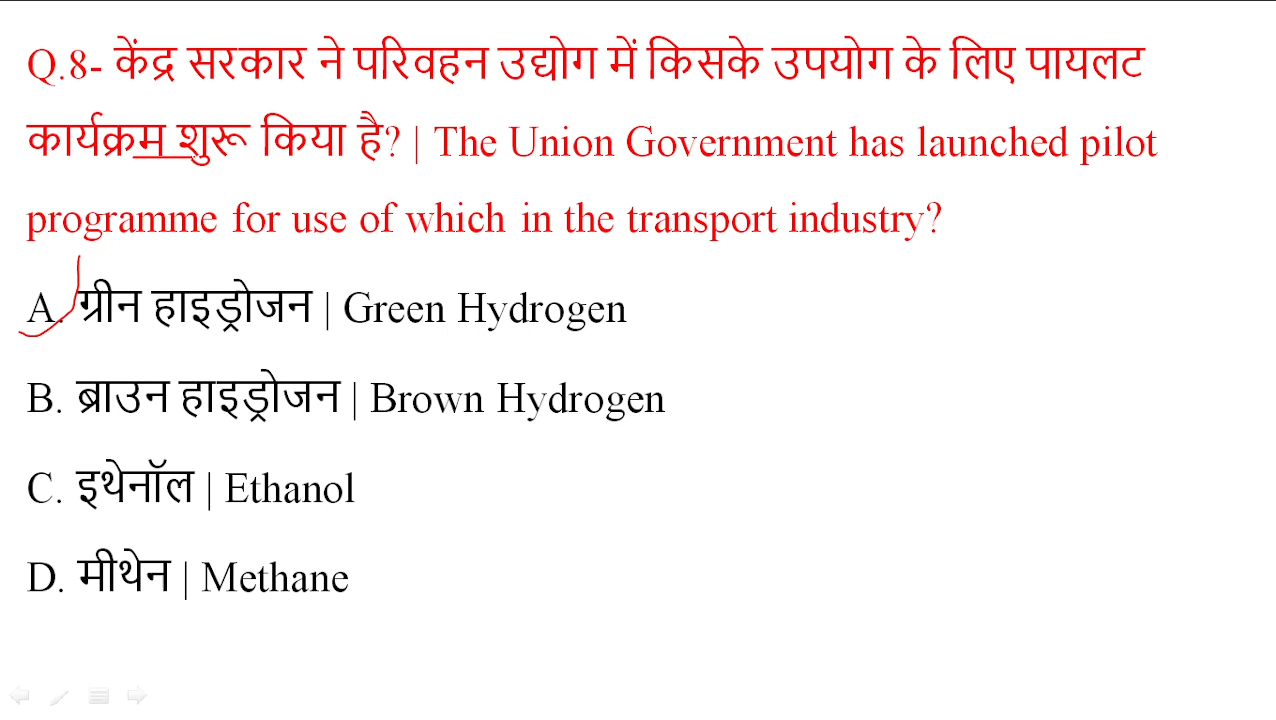 Q.8- केंद्र सरकार ने परिवहन उद्योग में किसके उपयोग के लिए पायलट
कार्यक्रम शुरू किया है? | The Union Government has launched pilot
programme for use of which in the transport industry?
A. ग्रीन हाइड्रोजन | Green Hydrogen
B. ब्राउन हाइड्रोजन | Brown Hydrogen
C. इथेनॉल | Ethanol
D. मीथेन | Methane